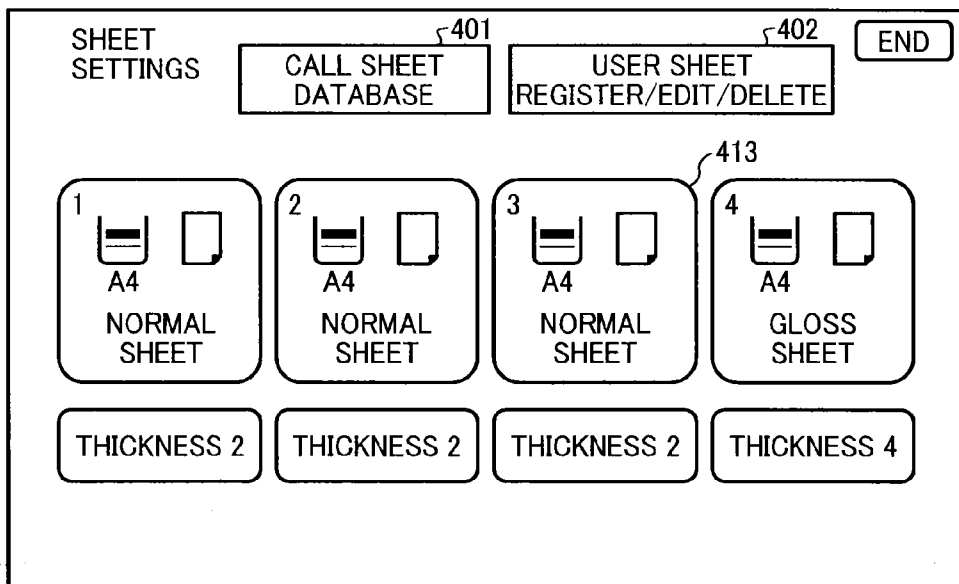 SHEET
SETTINGS
401
CALL SHEET
DATABASE
402
USER SHEET
REGISTER/EDIT/DELETE
END
413
1
A4
NORMAL
SHEET
2
A4
NORMAL
SHEET
3
A4
NORMAL
SHEET
4
A4
GLOSS
SHEET
THICKNESS 2
THICKNESS 2
THICKNESS 2
THICKNESS 4